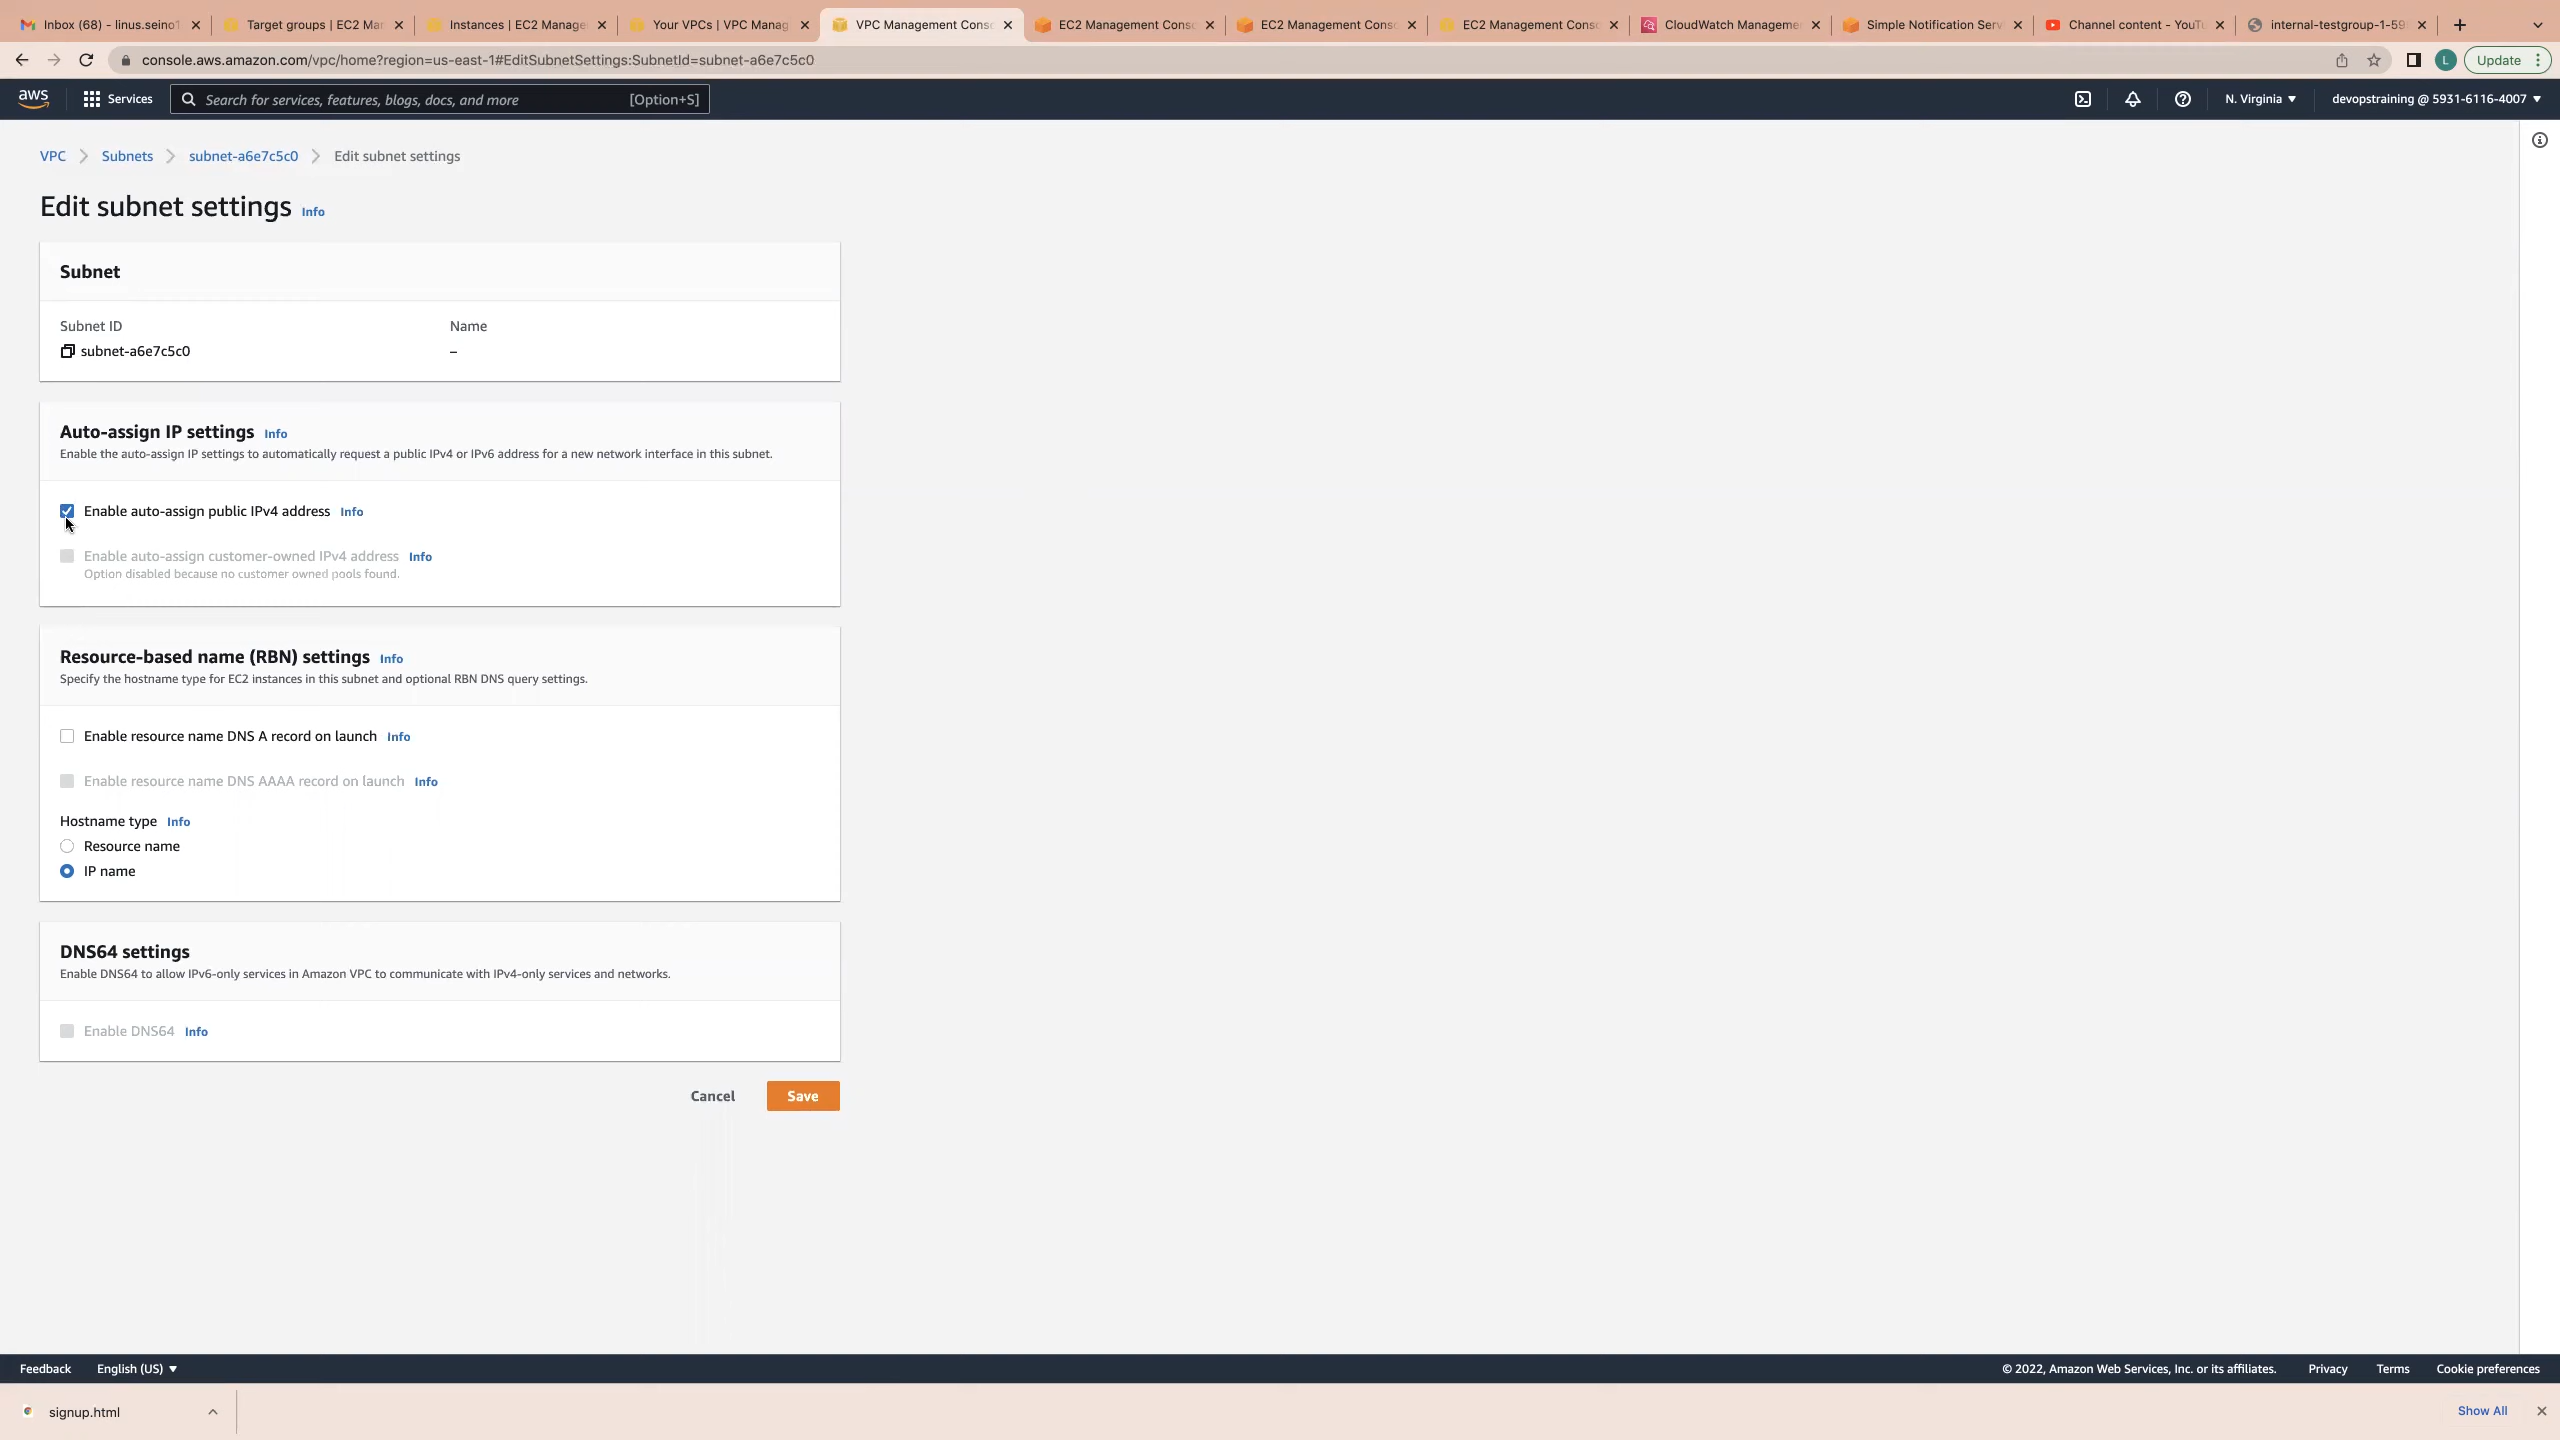 Inbox (68) - linus.seino1
Target groups | EC2 Man
Instances | EC2 Manage
Your VPCs | VPC Manag
VPC Management Conso
EC2 Management Conso
EC2 Management Conso
EC2 Management Conso
CloudWatch Manageme
Simple Notification Serv
Channel content - YouTu
internal-testgroup-1-59
console.aws.amazon.com/vpc/home?region=us-east-1#EditSubnetSettings:SubnetId=subnet-a6e7c5c0
L
Update
aws
Services
Search for services, features, blogs, docs, and more
[Option+S]
N. Virginia
devopstraining @ 5931-6116-4007
VPC
Subnets
subnet-a6e7c5c0
Edit subnet settings
Edit subnet settings Info
Subnet
Subnet ID
Name
subnet-a6e7c5c0
–
Auto-assign IP settings Info
Enable the auto-assign IP settings to automatically request a public IPv4 or IPv6 address for a new network interface in this subnet.
Enable auto-assign public IPv4 address Info
Enable auto-assign customer-owned IPv4 address Info
Option disabled because no customer owned pools found.
Resource-based name (RBN) settings Info
Specify the hostname type for EC2 instances in this subnet and optional RBN DNS query settings.
Enable resource name DNS A record on launch Info
Enable resource name DNS AAAA record on launch Info
Hostname type Info
Resource name
IP name
DNS64 settings
Enable DNS64 to allow IPv6-only services in Amazon VPC to communicate with IPv4-only services and networks.
Enable DNS64 Info
Cancel
Save
Feedback
English (US)
© 2022, Amazon Web Services, Inc. or its affiliates.
Privacy
Terms
Cookie preferences
signup.html
Show All